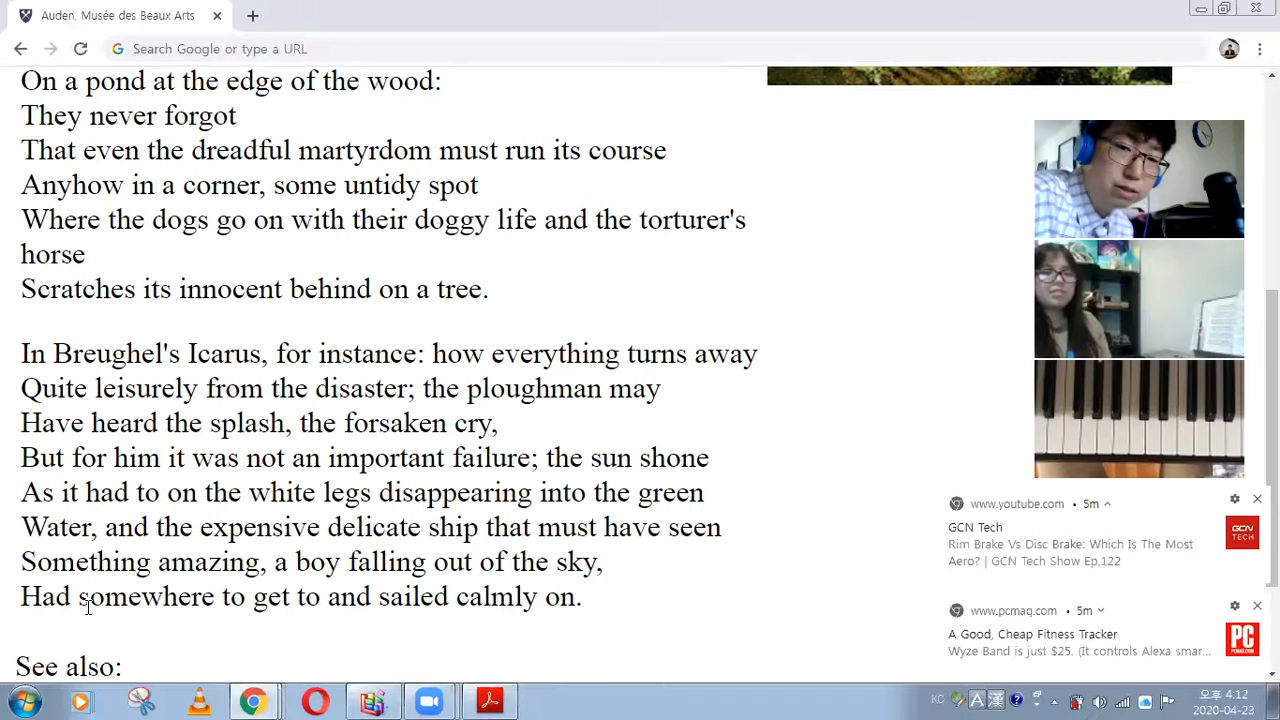 Auden, Musée des Beaux Arts
Search Google or type a URL
On a pond at the edge of the wood:
They never forgot
That even the dreadful martyrdom must run its course
Anyhow in a corner, some untidy spot
Where the dogs go on with their doggy life and the torturer's
horse
Scratches its innocent behind on a tree.
In Breughel's Icarus, for instance: how everything turns away
Quite leisurely from the disaster; the ploughman may
Have heard the splash, the forsaken cry,
But for him it was not an important failure; the sun shone
As it had to on the white legs disappearing into the green
Water, and the expensive delicate ship that must have seen
Something amazing, a boy falling out of the sky,
Had somewhere to get to and sailed calmly on.
See also:
www.youtube.com • 5m
GCN Tech
Rim Brake Vs Disc Brake: Which Is The Most
Aero? | GCN Tech Show Ep.122
GCN
TECH
www.pcmag.com • 5m
A Good, Cheap Fitness Tracker
Wyze Band is just $25. (It controls Alexa smar...
PC
KC A 漢
오후 4:12
2020-04-23